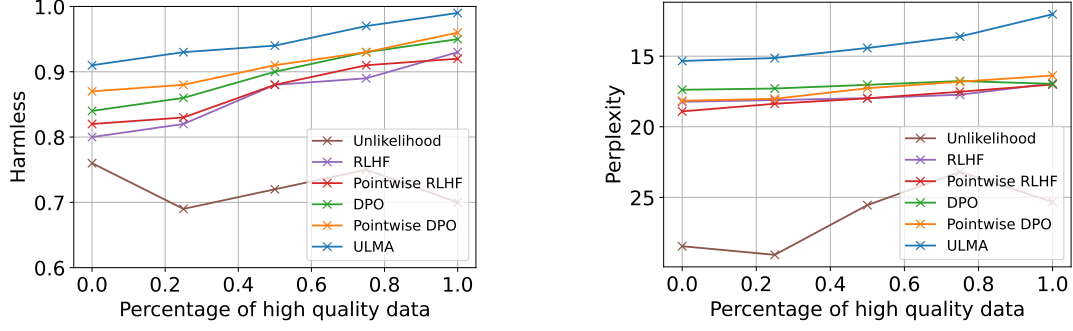 1.0
0.9
0.8
0.7
0.6
Harmless
0.0 0.2 0.4 0.6 0.8 1.0
Percentage of high quality data
Unlikelihood
RLHF
Pointwise RLHF
DPO
Pointwise DPO
ULMA
15
20
25
Perplexity
0.0 0.2 0.4 0.6 0.8 1.0
Percentage of high quality data
Unlikelihood
RLHF
Pointwise RLHF
DPO
Pointwise DPO
ULMA